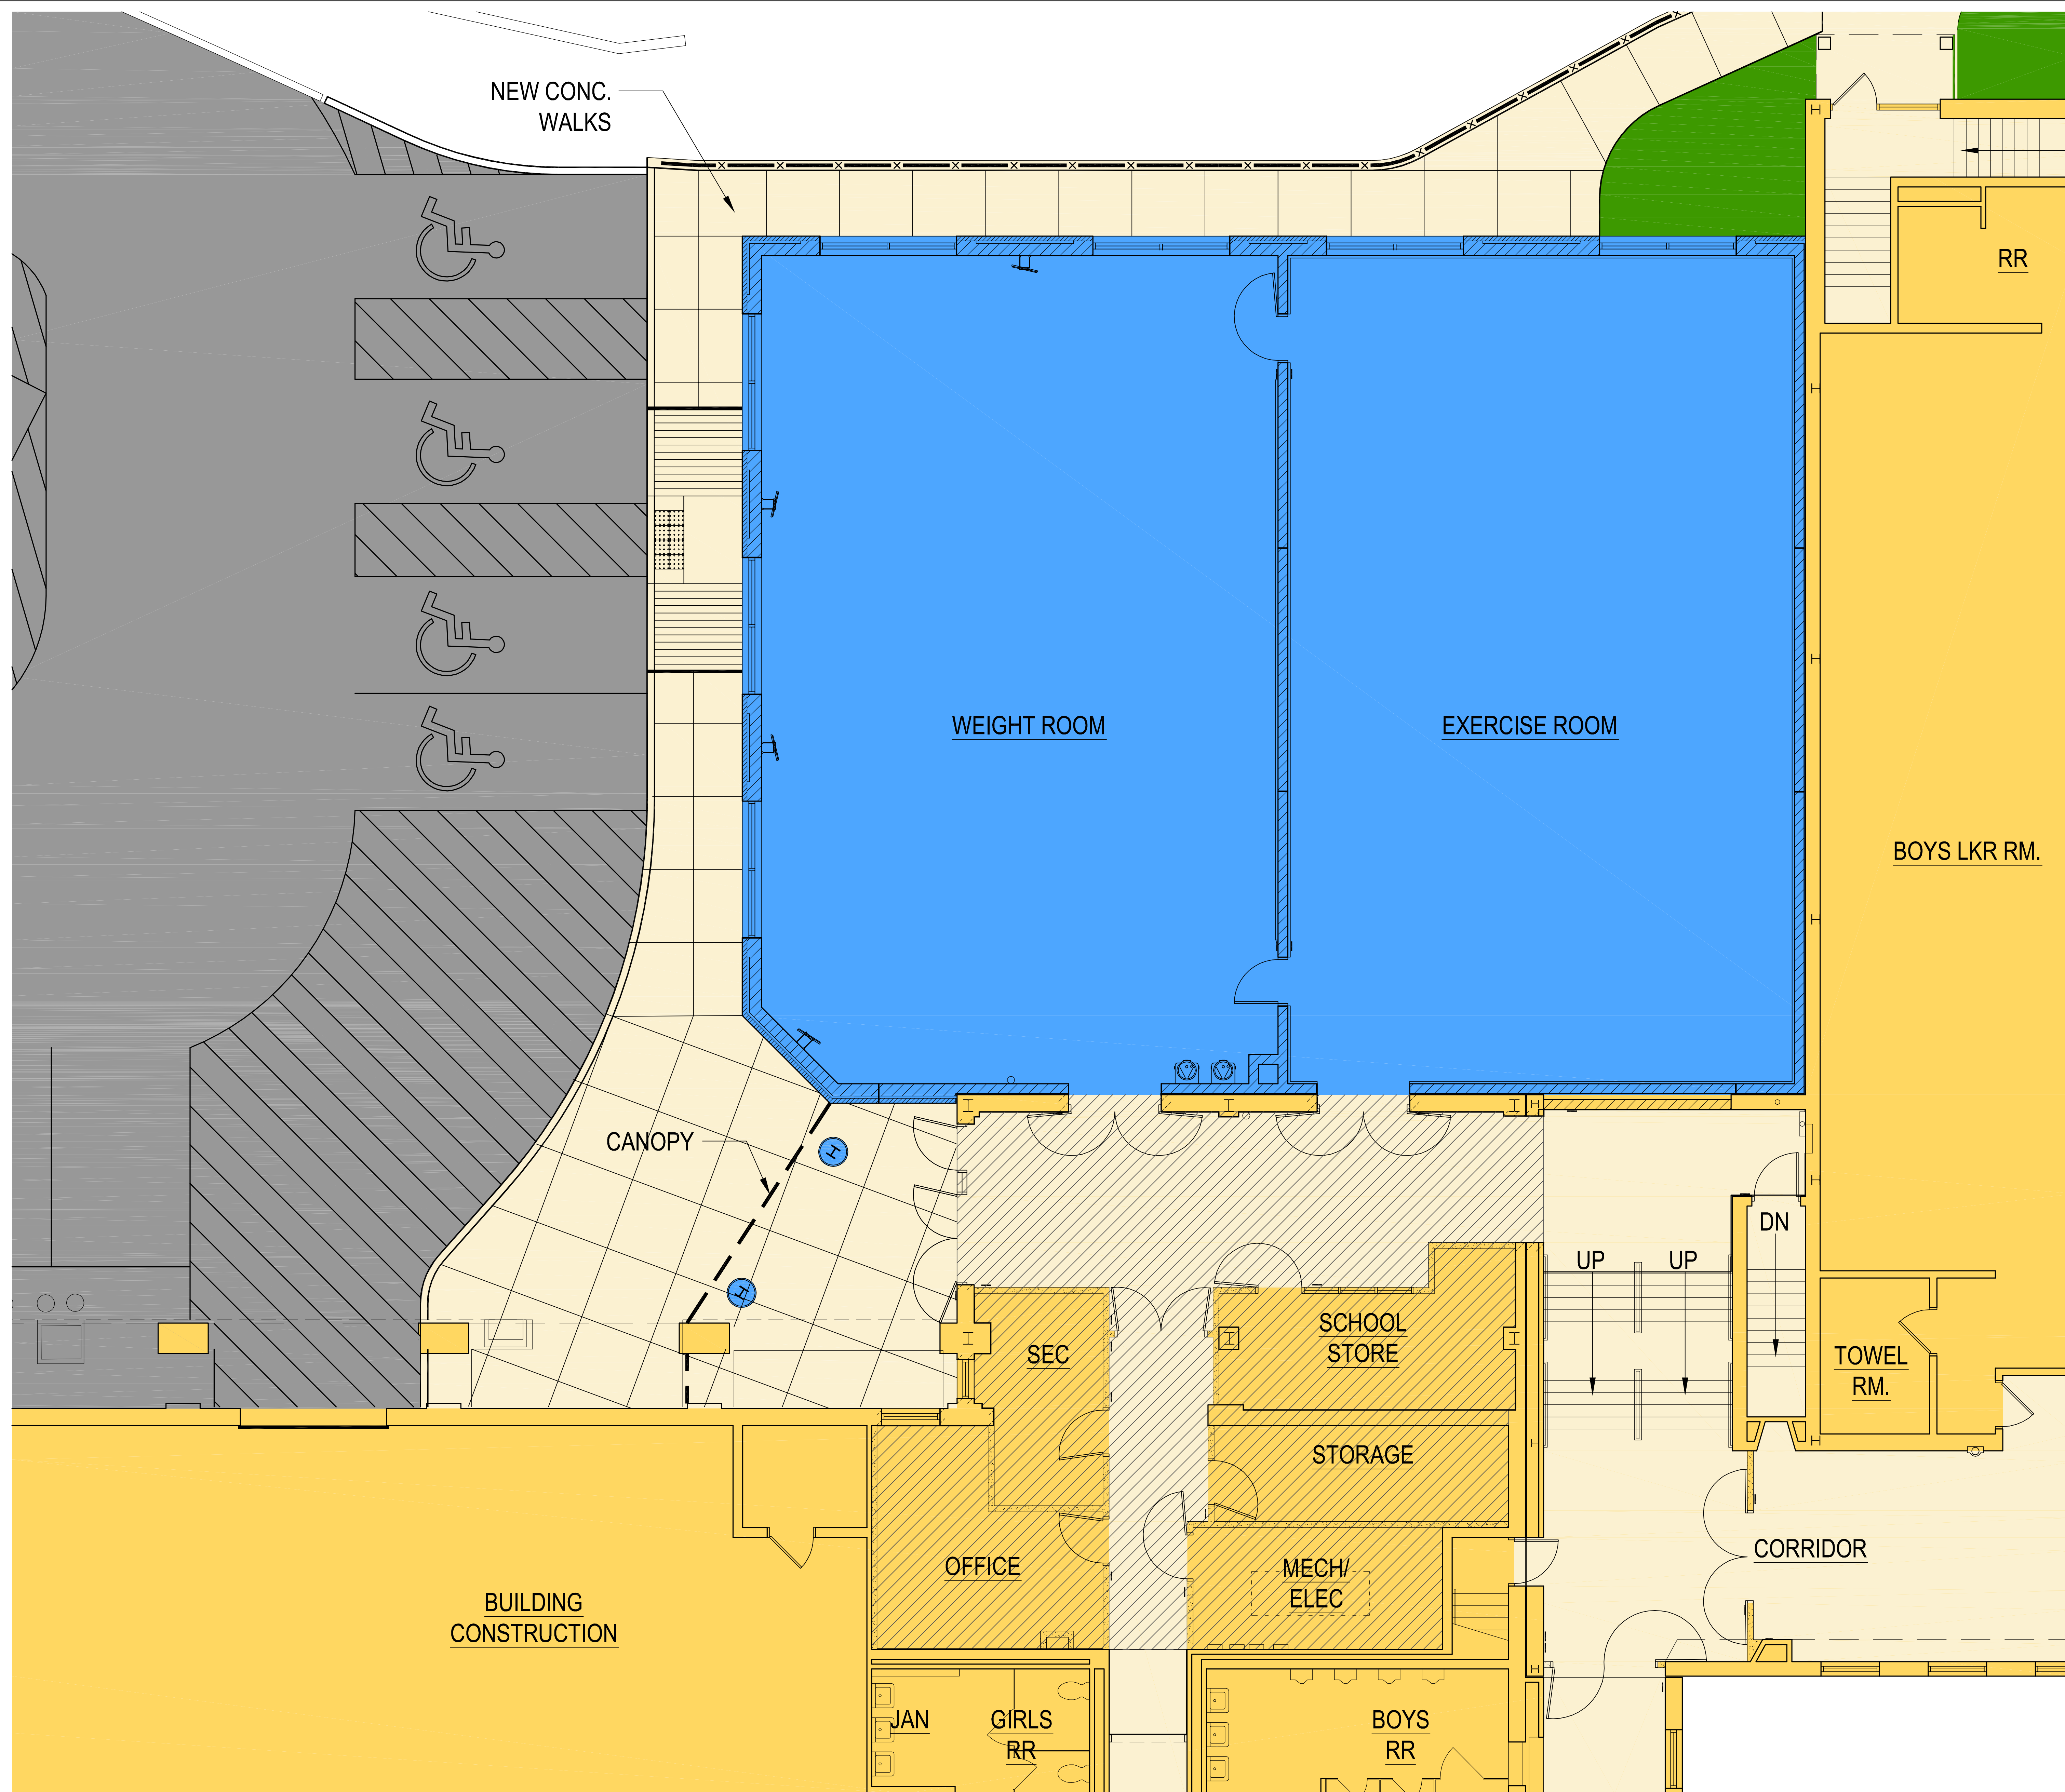 NEW CONC.
WALKS
RR
WEIGHT ROOM
EXERCISE ROOM
BOYS LKR RM.
CANOPY
DN
UP
UP
SCHOOL
STORE
SEC
TOWEL
RM.
STORAGE
CORRIDOR
OFFICE
MECH/
ELEC
BUILDING
CONSTRUCTION
JAN
GIRLS
RR
BOYS
RR